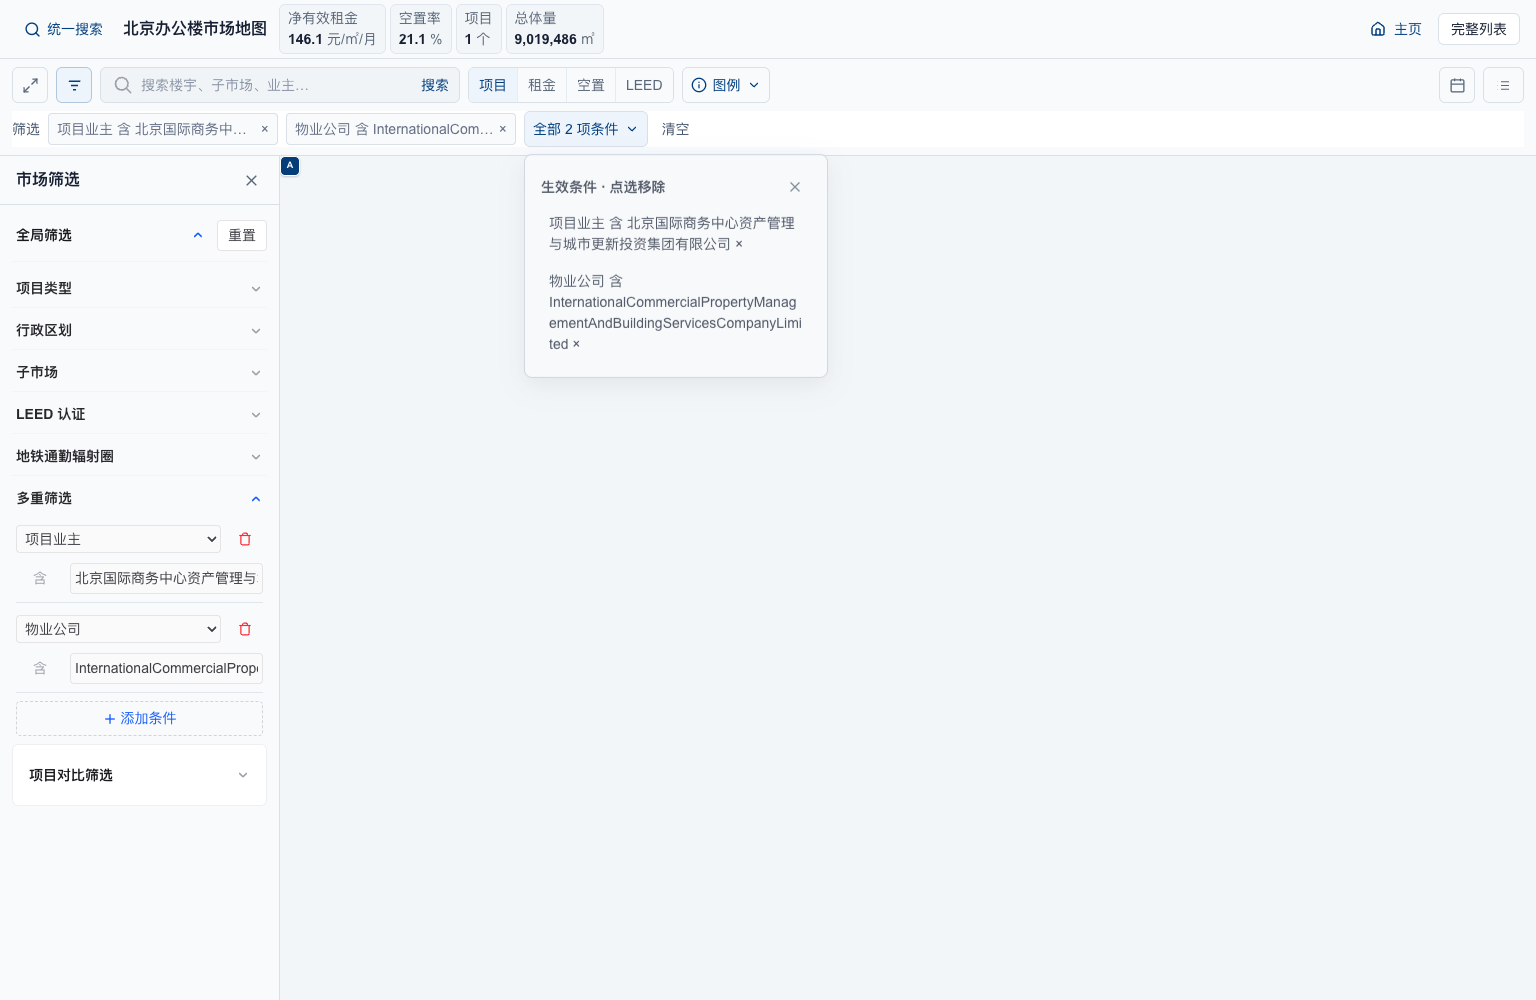 统一搜索
北京办公楼市场地图
净有效租金
146.1 元/㎡/月
空置率
21.1 %
项目
1 个
总体量
9,019,486 ㎡
主页
完整列表
搜索楼宇、子市场、业主...
搜索
项目
租金
空置
LEED
图例
筛选
项目业主 含 北京国际商务中... ×
物业公司 含 InternationalCom... ×
全部 2 项条件
清空
市场筛选
A
全局筛选
重置
项目类型
行政区划
子市场
LEED 认证
地铁通勤辐射圈
多重筛选
项目业主
含
北京国际商务中心资产管理与
物业公司
含
InternationalCommercialPrope
添加条件
项目对比筛选
生效条件 · 点选移除
项目业主 含 北京国际商务中心资产管理
与城市更新投资集团有限公司 ×
物业公司 含
InternationalCommercialPropertyManag
ementAndBuildingServicesCompanyLimi
ted ×